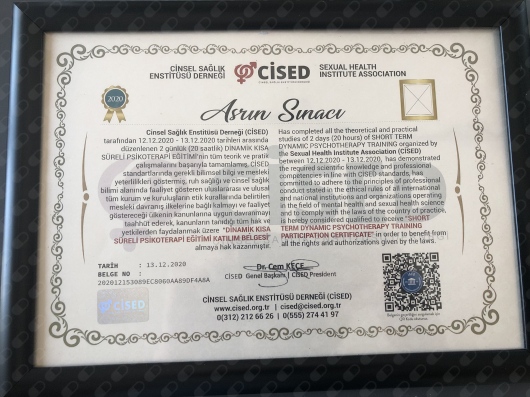 CİNSEL SAĞLIK
ENSTİTÜSÜ DERNEĞİ
CİSED
SEXUAL HEALTH
INSTITUTE ASSOCIATION
2020
Asrın Sınacı
Cinsel Sağlık Enstitüsü Derneği (CİSED)
tarafından 12.12.2020 - 13.12.2020 tarihleri arasında
düzenlenen 2 günlük (20 saatlik) DİNAMİK KISA
SÜRELİ PSİKOTERAPİ EĞİTİMİ'nin tüm teorik ve pratik
çalışmalarını başarıyla tamamlamış, CİSED
standartlarında gerekli bilimsel bilgi ve mesleki
yeterlilikleri göstermiş, ruh sağlığı ve cinsel sağlık
bilimi alanında faaliyet gösteren uluslararası ve ulusal
tüm kurum ve kuruluşların etik kurallarında belirtilen
mesleki davranış ilkelerine bağlı kalmayı ve faaliyet
göstereceği ülkenin kanunlarına uygun davranmayı
taahhüt ederek, kanunların tanıdığı tüm hak ve
yetkilerden faydalanmak üzere "DİNAMİK KISA
SÜRELİ PSİKOTERAPİ EĞİTİMİ KATILIM BELGESİ"
almaya hak kazanmıştır.
Has completed all the theoretical and practical
studies of 2 days (20 hours) of SHORT TERM
DYNAMIC PSYCHOTHERAPY TRAINING organized by
the Sexual Health Institute Association (CISED)
between 12.12.2020 - 13.12.2020, has demonstrated
the required scientific knowledge and professional
competencies in line with CISED standards, has
committed to adhere to the principles of professional
conduct stated in the ethical rules of all international
and national institutions and organizations operating
in the field of mental health and sexual health science
and to comply with the laws of the country of practice,
is hereby considered qualified to receive "SHORT
TERM DYNAMIC PSYCHOTHERAPY TRAINING
PARTICIPATION CERTIFICATE" in order to benefit from
all the rights and authorizations given by the laws.
TARİH : 13.12.2020
BELGE NO :
202012153089EC8060AA89DF4A8A
Dr. Cem KEÇE
CİSED Genel Başkanı | CISED President
CİSED
CİNSEL SAĞLIK ENSTİTÜSÜ DERNEĞİ (CİSED)
www.cised.org.tr | cised@cised.org.tr
0(312) 212 66 26 | 0(555) 274 41 97